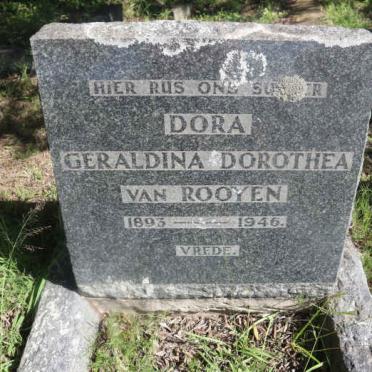 HIER RUS ONS SUSTER
DORA
GERALDINA DOROTHEA
VAN ROOYEN
1893 — 1946.
VREDE.